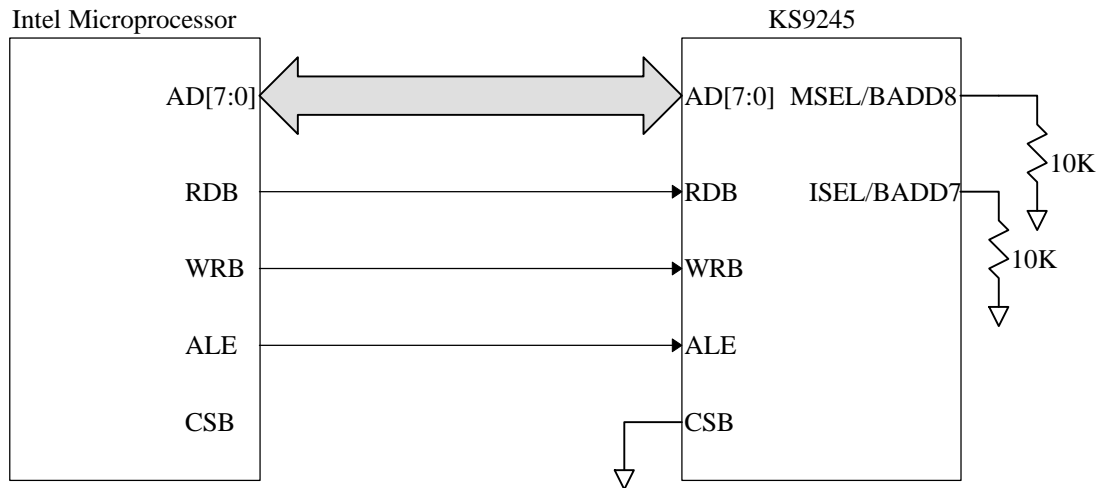 Intel Microprocessor KS9245
AD[7:0] AD[7:0] MSEL/BADD8
10K
RDB RDB ISEL/BADD7
10K
WRB WRB
ALE ALE
CSB CSB